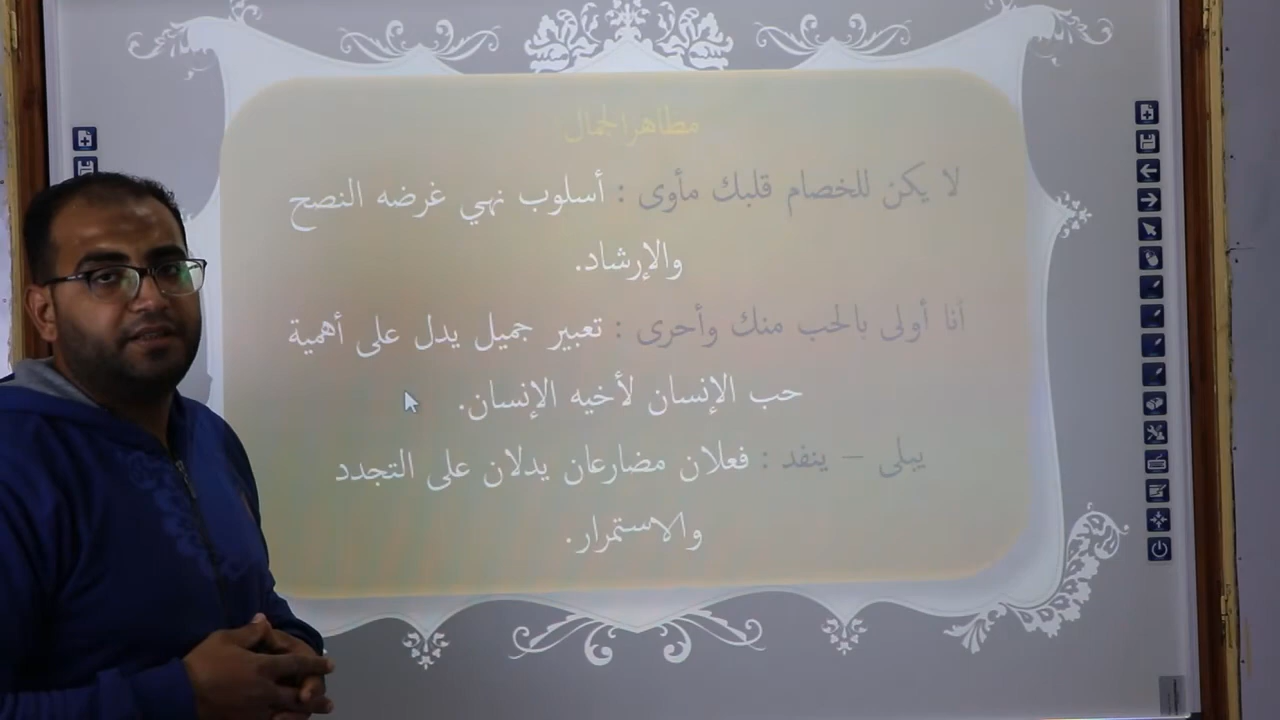 مظاهر الجمال
لا يكن للخصام قلبك مأوى : أسلوب نهي غرضه النصح
والإرشاد.
أنا أولى بالحب منك وأحرى : تعبير جميل يدل على أهمية
حب الإنسان لأخيه الإنسان.
يبلى – ينفد : فعلان مضارعان يدلان على التجدد
والاستمرار.